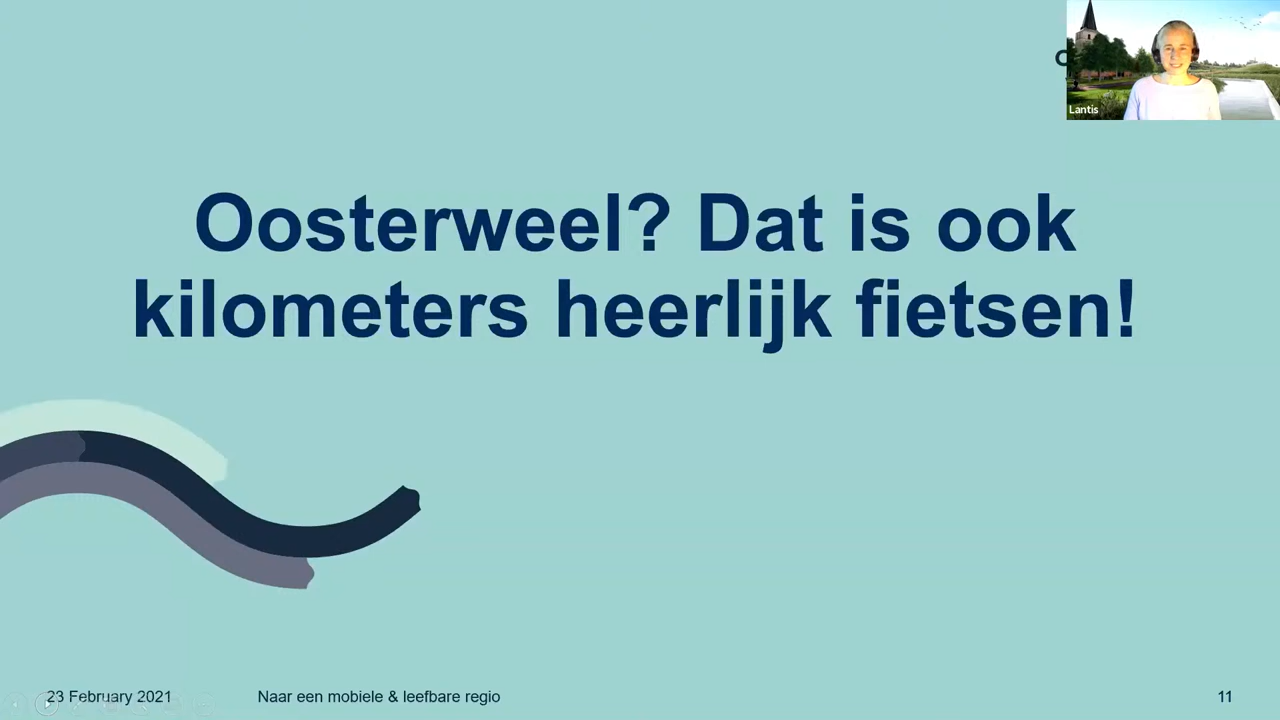 Lantis
Oosterweel? Dat is ook
kilometers heerlijk fietsen!
23 February 2021
Naar een mobiele & leefbare regio
11